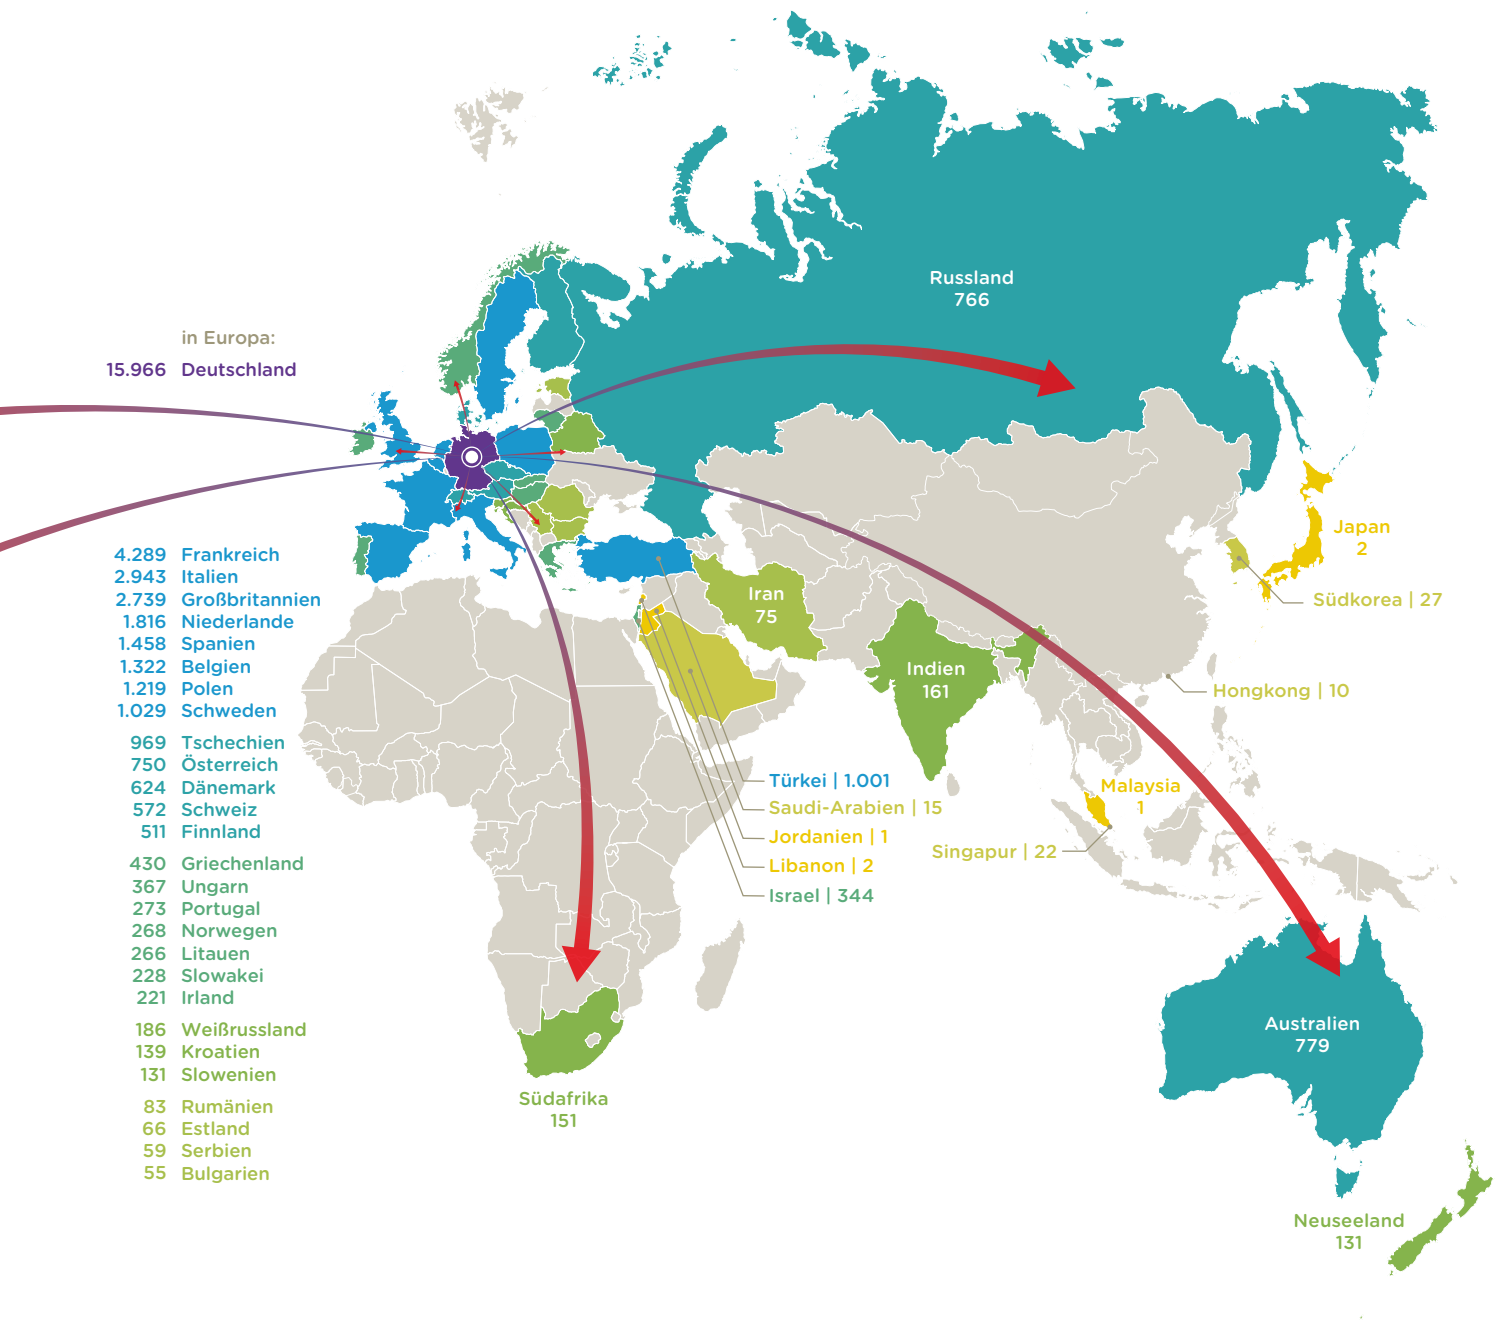 Russland
766
in Europa:
15.966 Deutschland
4.289 Frankreich
2.943 Italien
2.739 Großbritannien
1.816 Niederlande
1.458 Spanien
1.322 Belgien
1.219 Polen
1.029 Schweden
969 Tschechien
750 Österreich
624 Dänemark
572 Schweiz
511 Finnland
430 Griechenland
367 Ungarn
273 Portugal
268 Norwegen
266 Litauen
228 Slowakei
221 Irland
186 Weißrussland
139 Kroatien
131 Slowenien
83 Rumänien
66 Estland
59 Serbien
55 Bulgarien
Japan
2
Südkorea | 27
Iran
75
Indien
161
Hongkong | 10
Türkei | 1.001
Saudi-Arabien | 15
Jordanien | 1
Libanon | 2
Israel | 344
Malaysia
1
Singapur | 22
Australien
779
Südafrika
151
Neuseeland
131